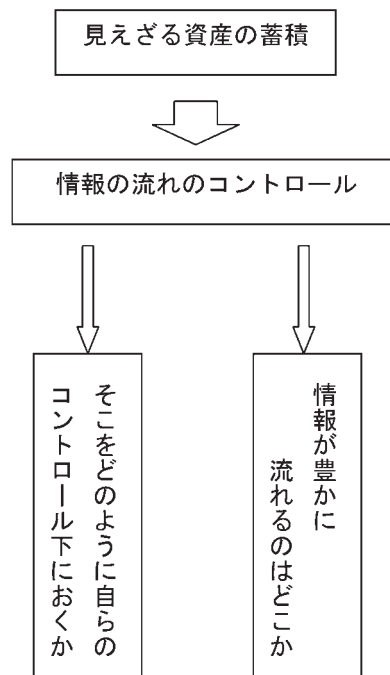 見えざる資産の蓄積
情報の流れのコントロール
情報が豊かに
流れるのはどこか
そこをどのように自らの
コントロール下におくか